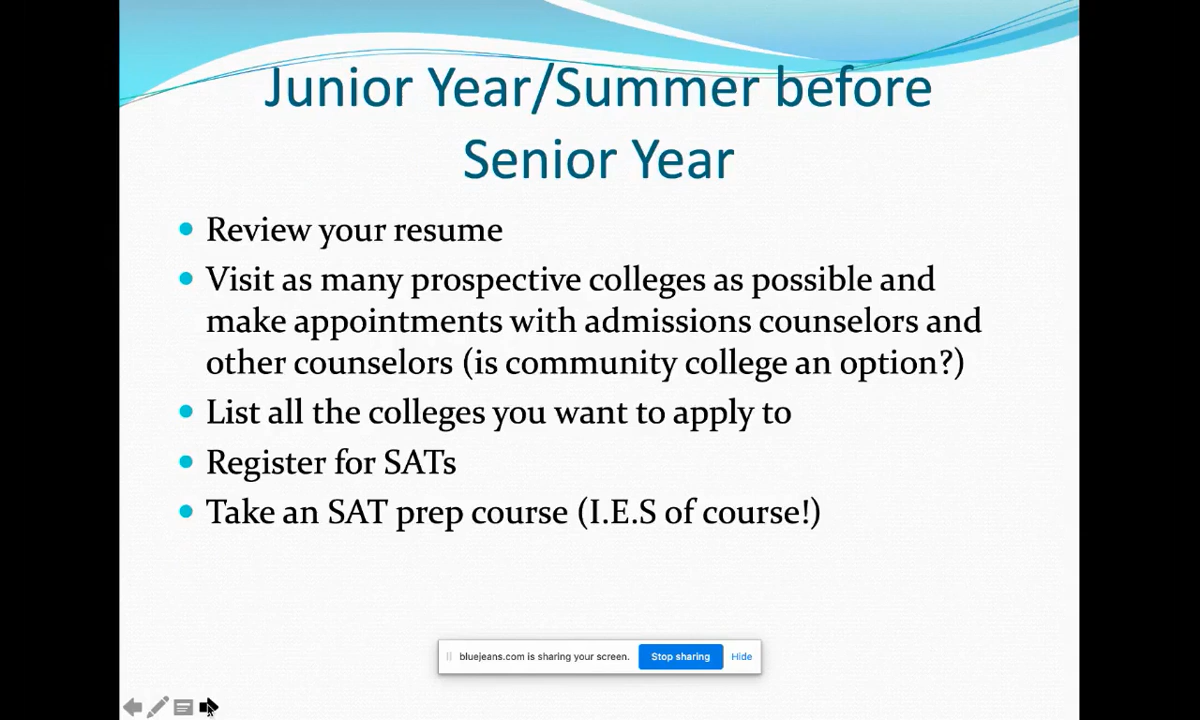 Junior Year/Summer before
Senior Year
Review your resume
Visit as many prospective colleges as possible and
make appointments with admissions counselors and
other counselors (is community college an option?)
List all the colleges you want to apply to
Register for SATs
Take an SAT prep course (I.E.S of course!)
bluejeans.com is sharing your screen. Stop sharing Hide